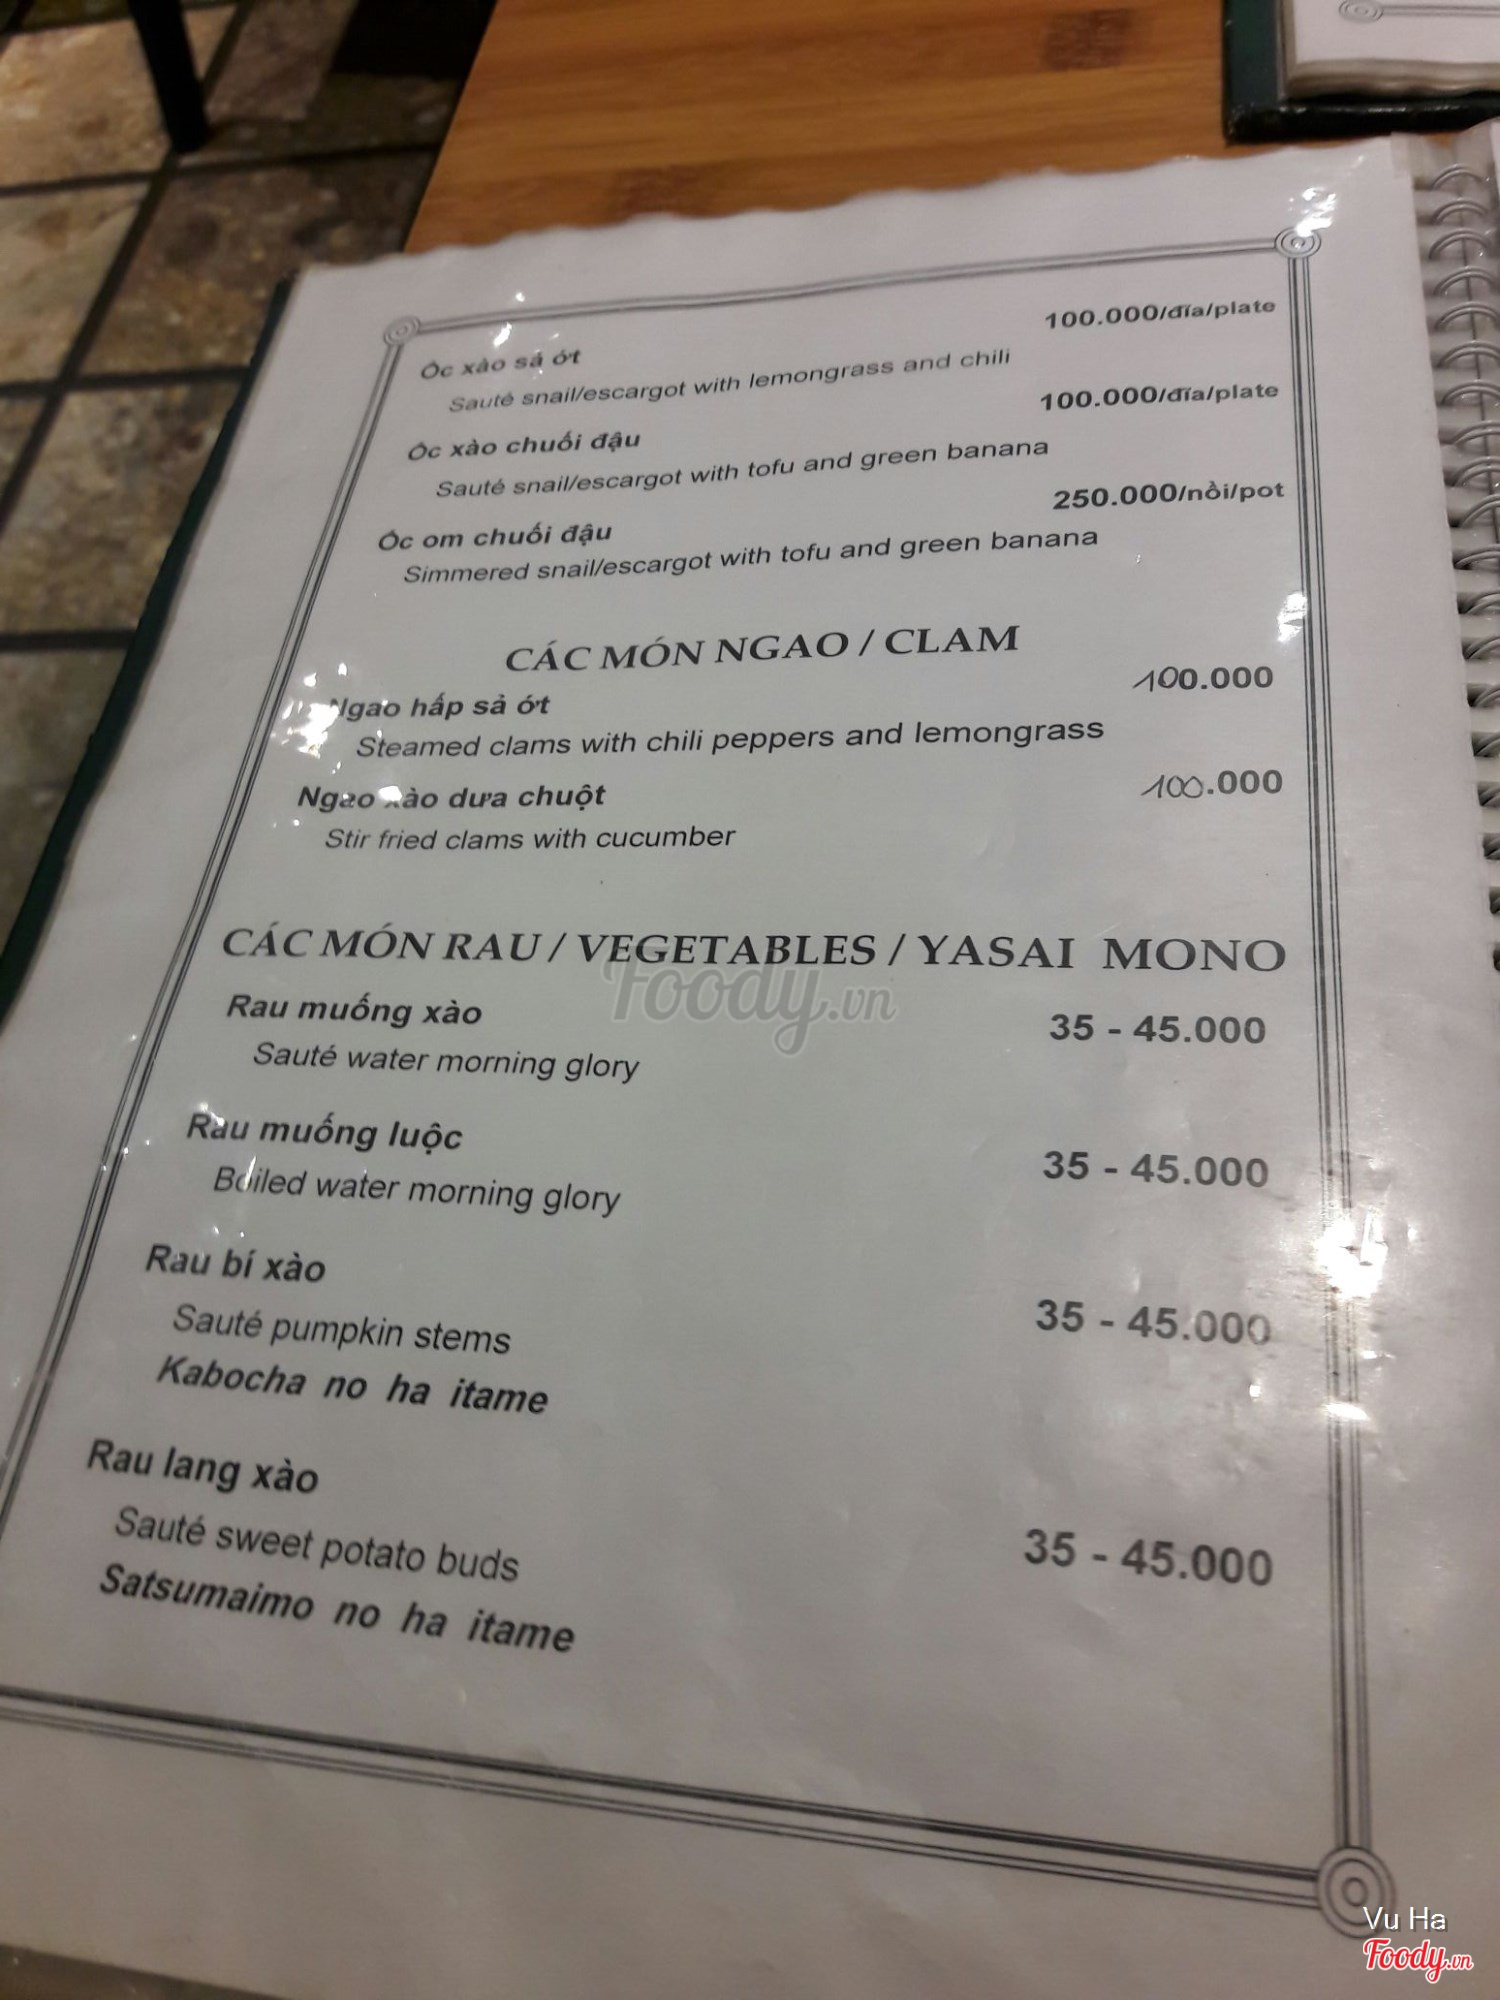 Ốc xào sả ớt 100.000/đĩa/plate
Sauté snail/escargot with lemongrass and chili
Ốc xào chuối đậu 100.000/đĩa/plate
Sauté snail/escargot with tofu and green banana
Ốc om chuối đậu 250.000/nồi/pot
Simmered snail/escargot with tofu and green banana
CÁC MÓN NGAO / CLAM
Ngao hấp sả ớt 100.000
Steamed clams with chili peppers and lemongrass
Ngao xào dưa chuột 100.000
Stir fried clams with cucumber
CÁC MÓN RAU / VEGETABLES / YASAI MONO
Foody.vn
Rau muống xào 35 - 45.000
Sauté water morning glory
Rau muống luộc 35 - 45.000
Boiled water morning glory
Rau bí xào 35 - 45.000
Sauté pumpkin stems
Kabocha no ha itame
Rau lang xào 35 - 45.000
Sauté sweet potato buds
Satsumaimo no ha itame
Vu Ha
Foody.vn